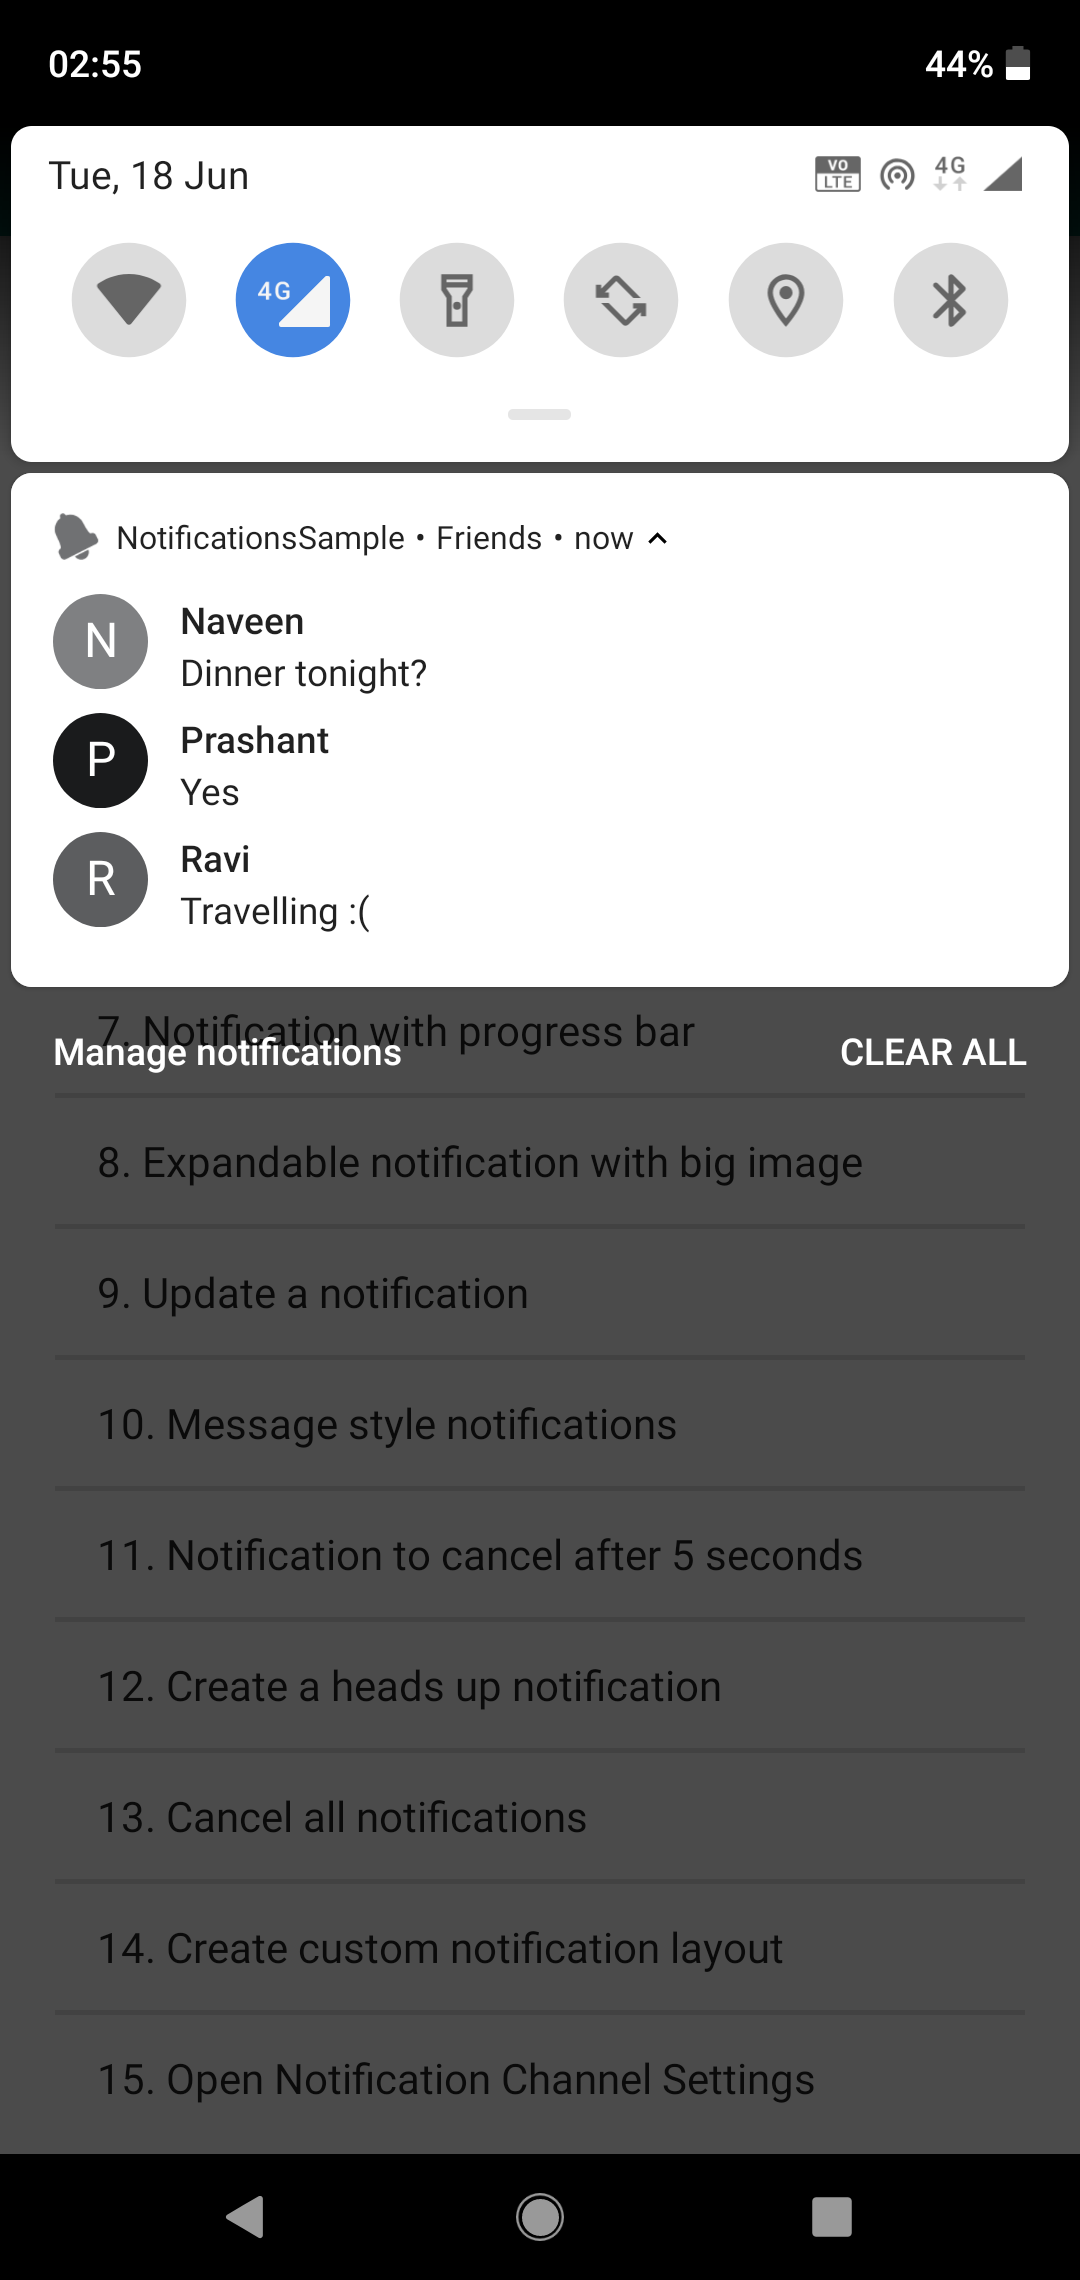 02:55
44%
Tue, 18 Jun
VO
LTE
4G
4G
NotificationsSample • Friends • now
N
Naveen
Dinner tonight?
P
Prashant
Yes
R
Ravi
Travelling :(
7. Notification with progress bar
Manage notifications
CLEAR ALL
8. Expandable notification with big image
9. Update a notification
10. Message style notifications
11. Notification to cancel after 5 seconds
12. Create a heads up notification
13. Cancel all notifications
14. Create custom notification layout
15. Open Notification Channel Settings